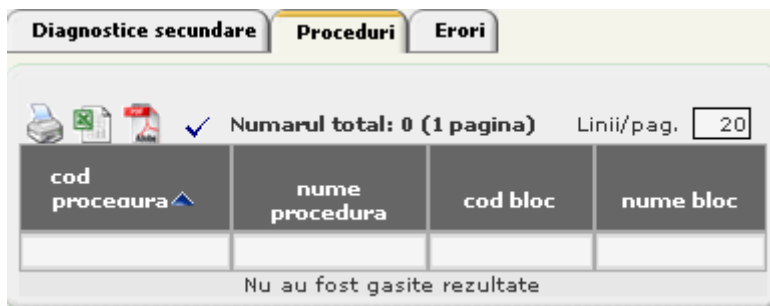 Diagnostice secundare Proceduri Erori
Numarul total: 0 (1 pagina) Linii/pag. 20
cod procedura nume procedura cod bloc nume bloc
Nu au fost gasite rezultate